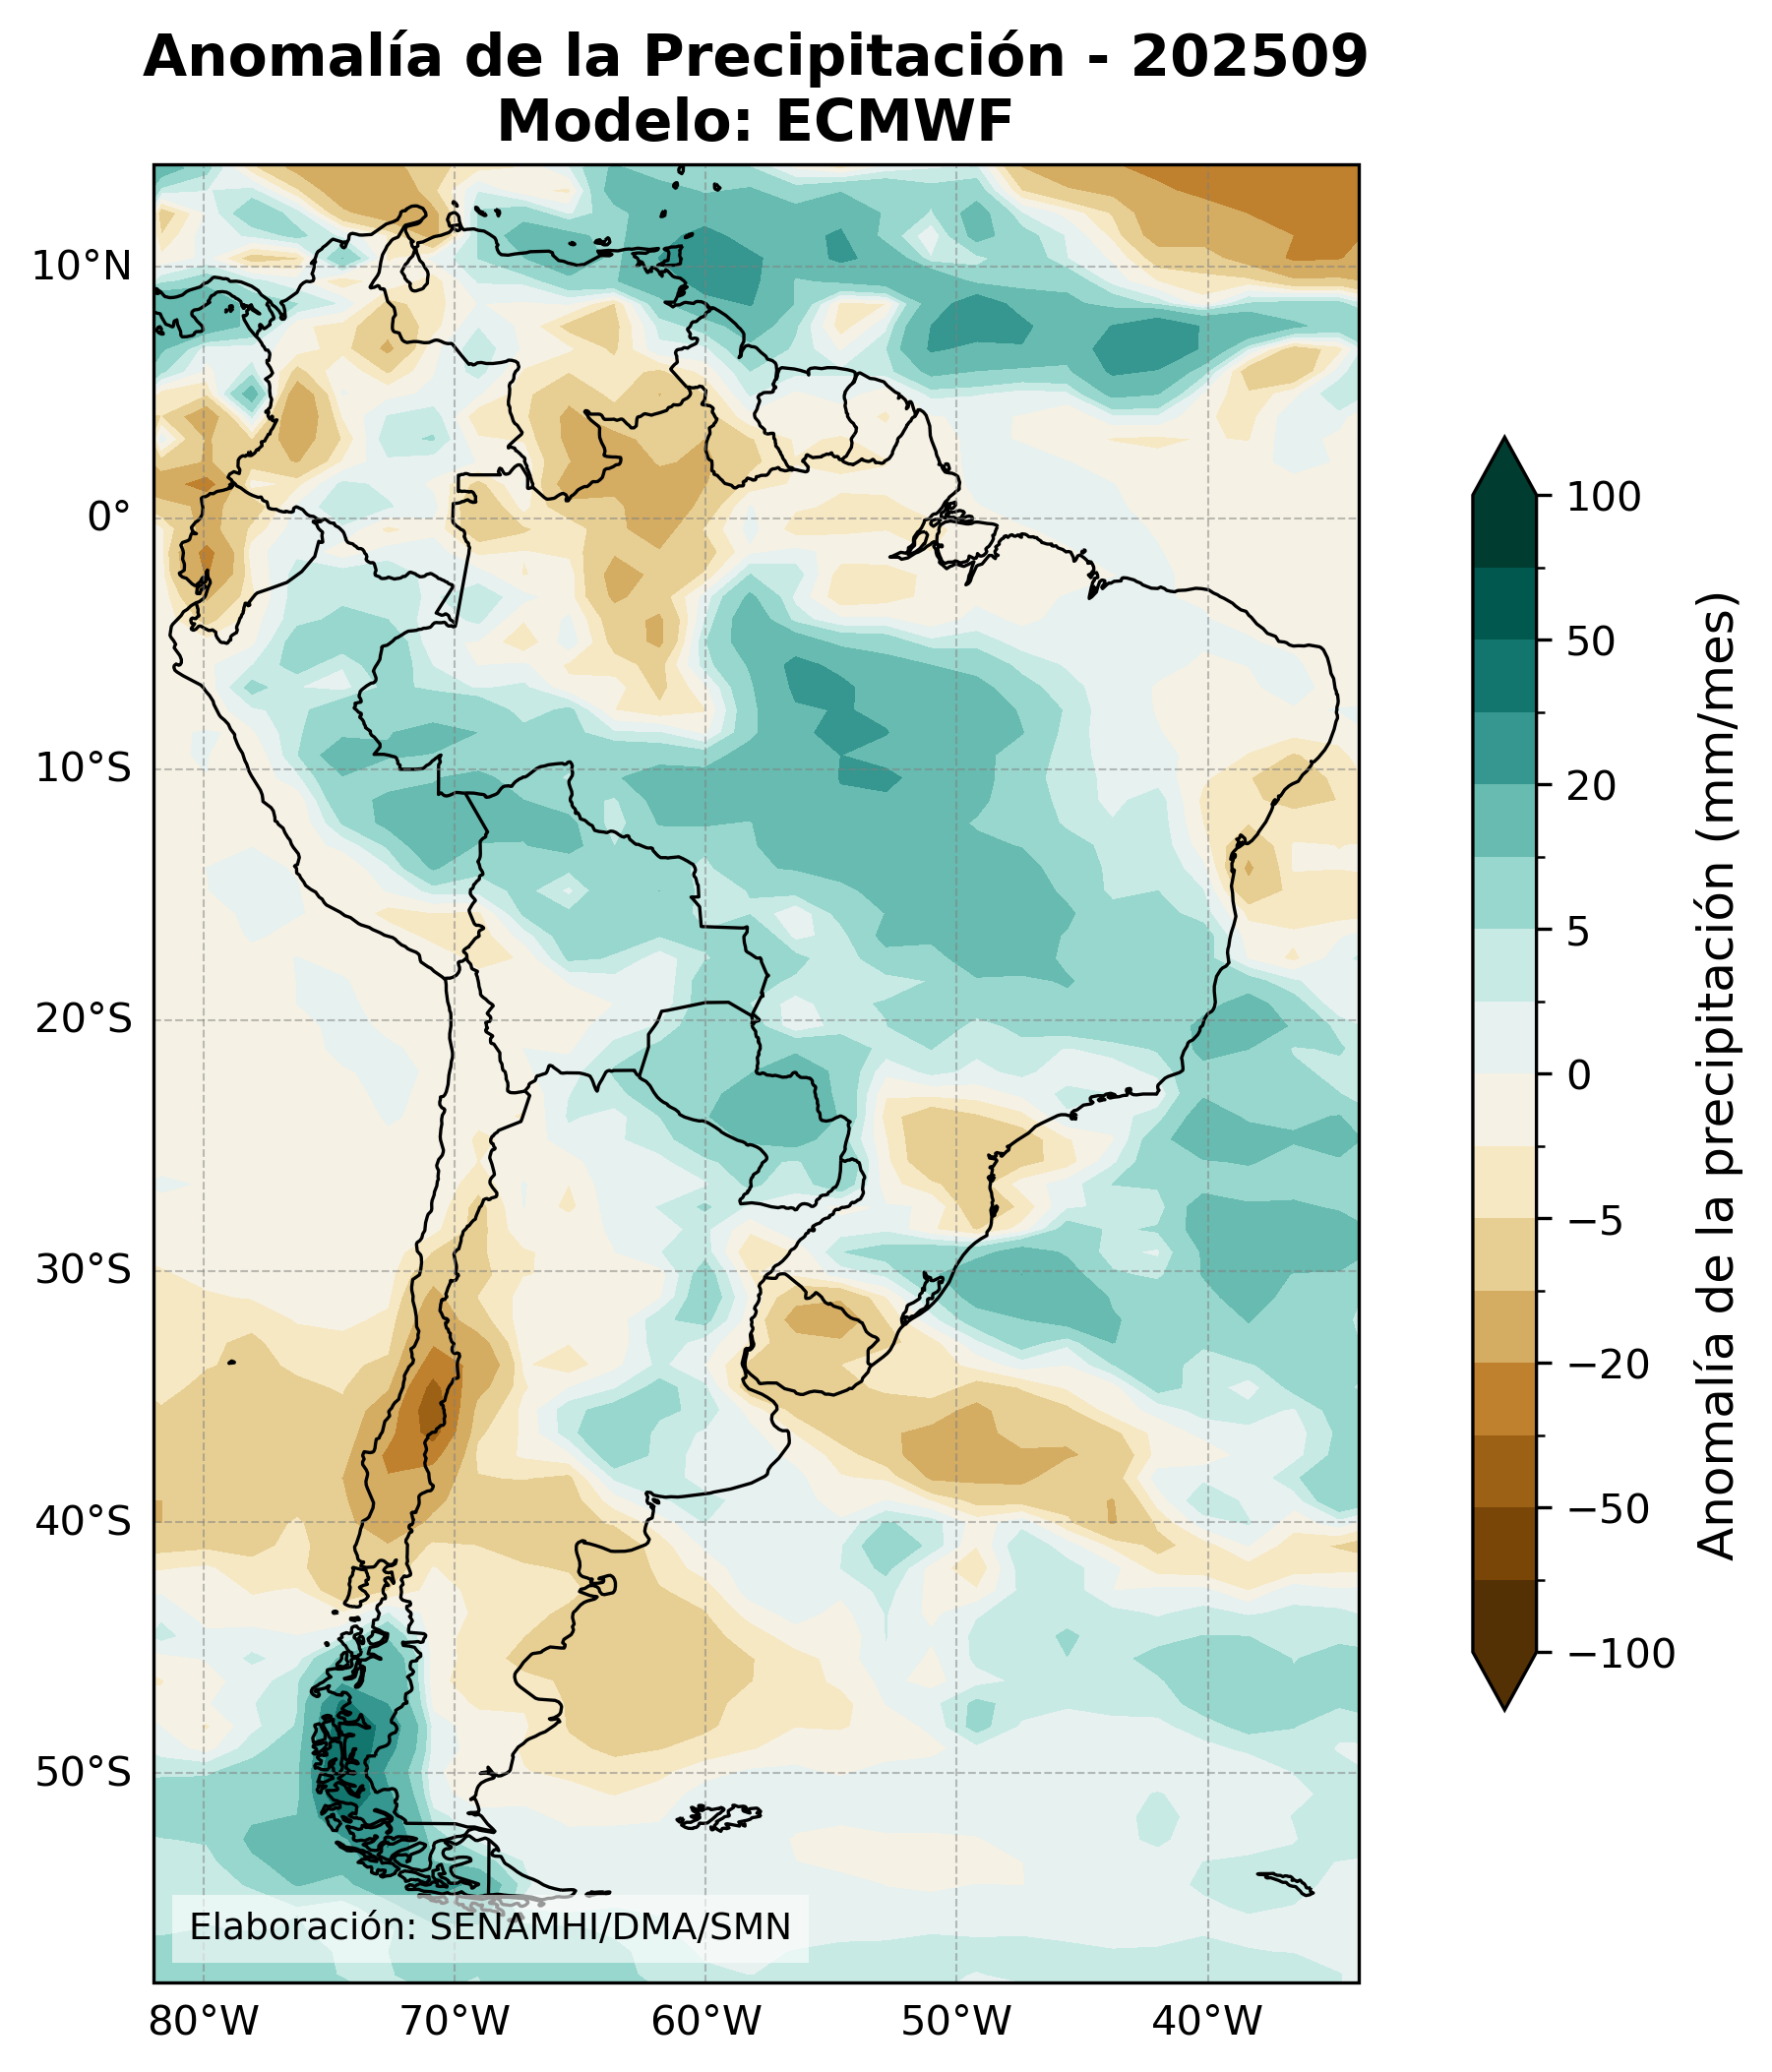 Anomalía de la Precipitación - 202509
Modelo: ECMWF
10°N
0°
10°S
20°S
30°S
40°S
50°S
80°W
70°W
60°W
50°W
40°W
Elaboración: SENAMHI/DMA/SMN
100
50
20
5
0
−5
−20
−50
−100
Anomalía de la precipitación (mm/mes)